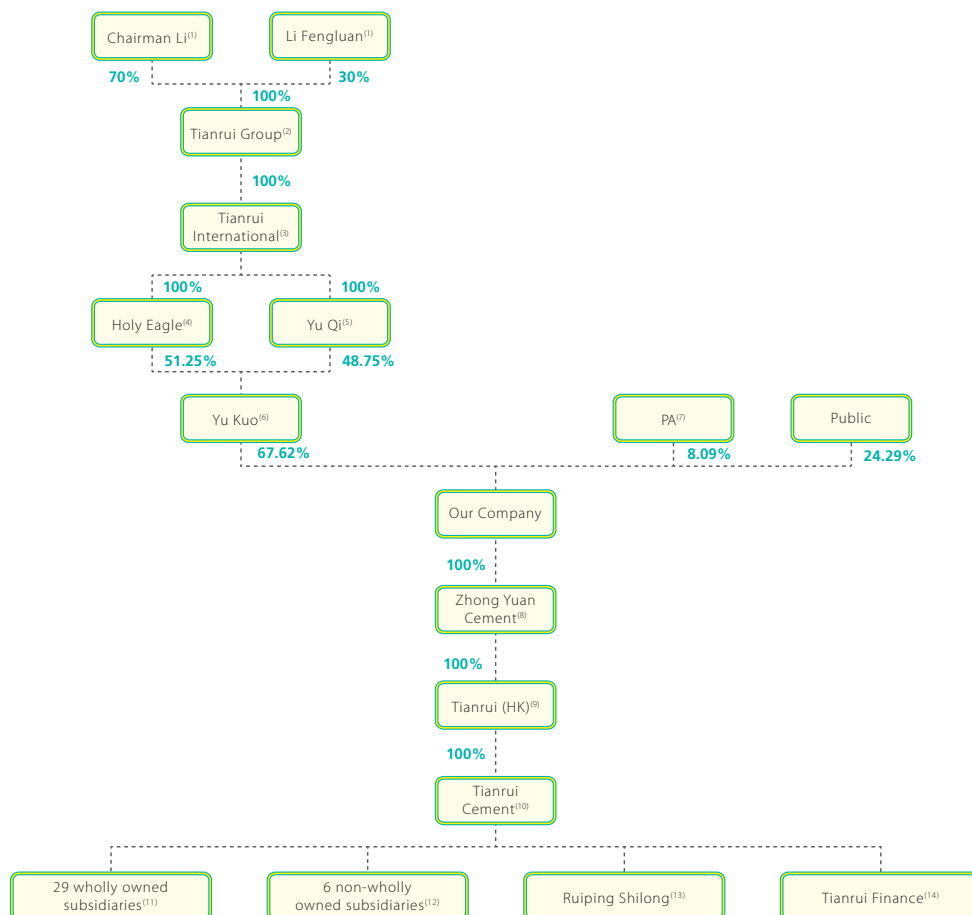 Chairman Li(1)
Li Fengluan(1)
70%
30%
100%
Tianrui Group(2)
100%
Tianrui
International(3)
100%
100%
Holy Eagle(4)
Yu Qi(5)
51.25%
48.75%
Yu Kuo(6)
PA(7)
Public
67.62%
8.09%
24.29%
Our Company
100%
Zhong Yuan
Cement(8)
100%
Tianrui (HK)(9)
100%
Tianrui
Cement(10)
29 wholly owned
subsidiaries(11)
6 non-wholly
owned subsidiaries(12)
Ruiping Shilong(13)
Tianrui Finance(14)